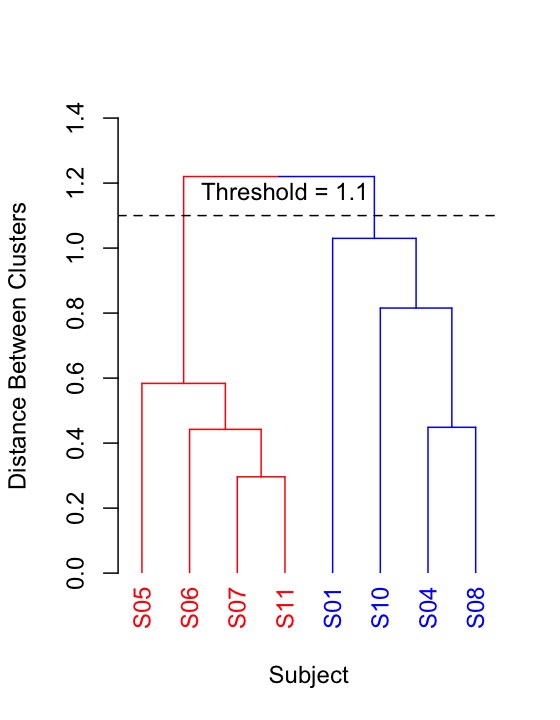 1.4
1.2
1.0
0.8
0.6
0.4
0.2
0.0
Distance Between Clusters
Threshold = 1.1
S05
S06
S07
S11
S01
S10
S04
S08
Subject